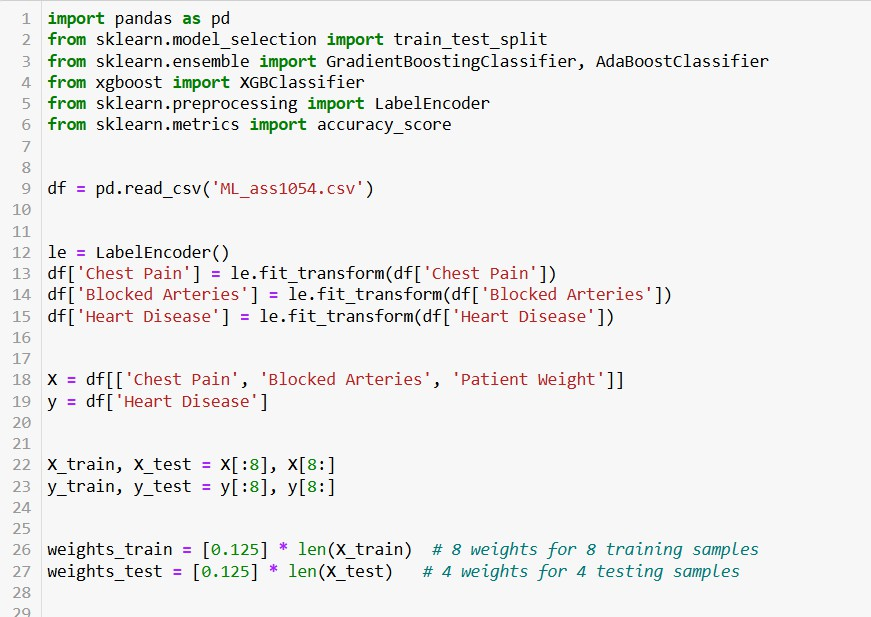 1 import pandas as pd
2 from sklearn.model_selection import train_test_split
3 from sklearn.ensemble import GradientBoostingClassifier, AdaBoostClassifier
4 from xgboost import XGBClassifier
5 from sklearn.preprocessing import LabelEncoder
6 from sklearn.metrics import accuracy_score
7
8
9 df = pd.read_csv('ML_ass1054.csv')
10
11
12 le = LabelEncoder()
13 df['Chest Pain'] = le.fit_transform(df['Chest Pain'])
14 df['Blocked Arteries'] = le.fit_transform(df['Blocked Arteries'])
15 df['Heart Disease'] = le.fit_transform(df['Heart Disease'])
16
17
18 X = df[['Chest Pain', 'Blocked Arteries', 'Patient Weight']]
19 y = df['Heart Disease']
20
21
22 X_train, X_test = X[:8], X[8:]
23 y_train, y_test = y[:8], y[8:]
24
25
26 weights_train = [0.125] * len(X_train)  # 8 weights for 8 training samples
27 weights_test = [0.125] * len(X_test)   # 4 weights for 4 testing samples
28
29